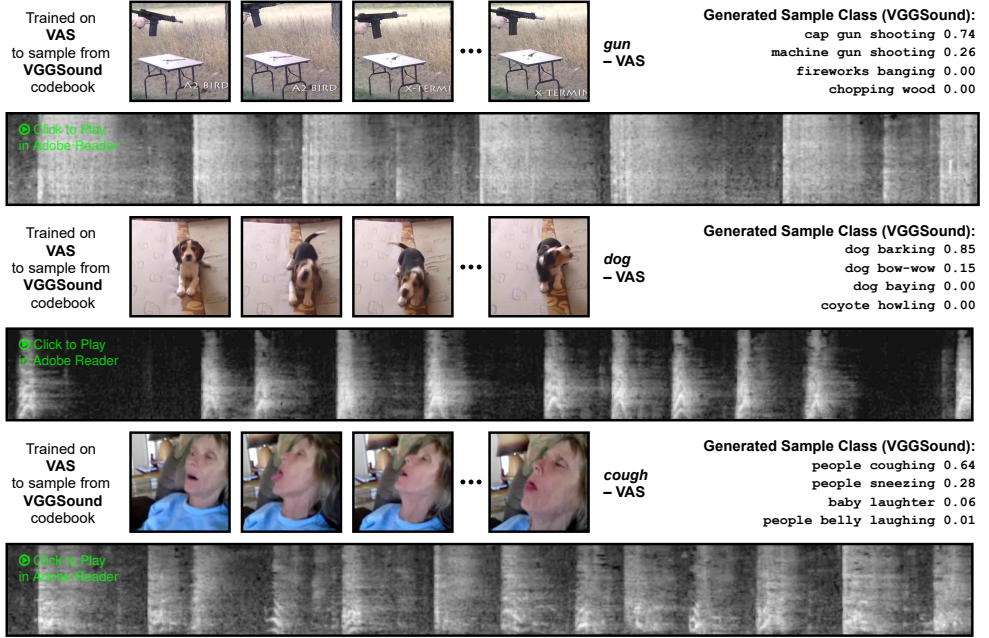 Trained on
VAS
to sample from
VGGSound
codebook
A2 BIRD
A2 BIRD
X-TERMI
X-TERMIN
•••
gun
– VAS
Generated Sample Class (VGGSound):
cap gun shooting 0.74
machine gun shooting 0.26
fireworks banging 0.00
chopping wood 0.00
Click to Play
in Adobe Reader
Trained on
VAS
to sample from
VGGSound
codebook
•••
dog
– VAS
Generated Sample Class (VGGSound):
dog barking 0.85
dog bow-wow 0.15
dog baying 0.00
coyote howling 0.00
Click to Play
in Adobe Reader
Trained on
VAS
to sample from
VGGSound
codebook
•••
cough
– VAS
Generated Sample Class (VGGSound):
people coughing 0.64
people sneezing 0.28
baby laughter 0.06
people belly laughing 0.01
Click to Play
in Adobe Reader